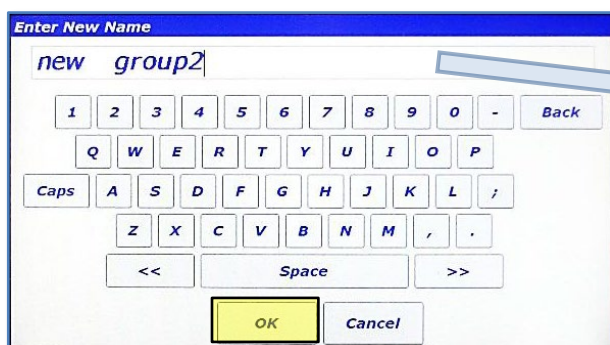 Enter New Name
new group2
1 2 3 4 5 6 7 8 9 0 - Back
Q W E R T Y U I O P
Caps A S D F G H J K L ;
Z X C V B N M , .
<< Space >>
OK Cancel